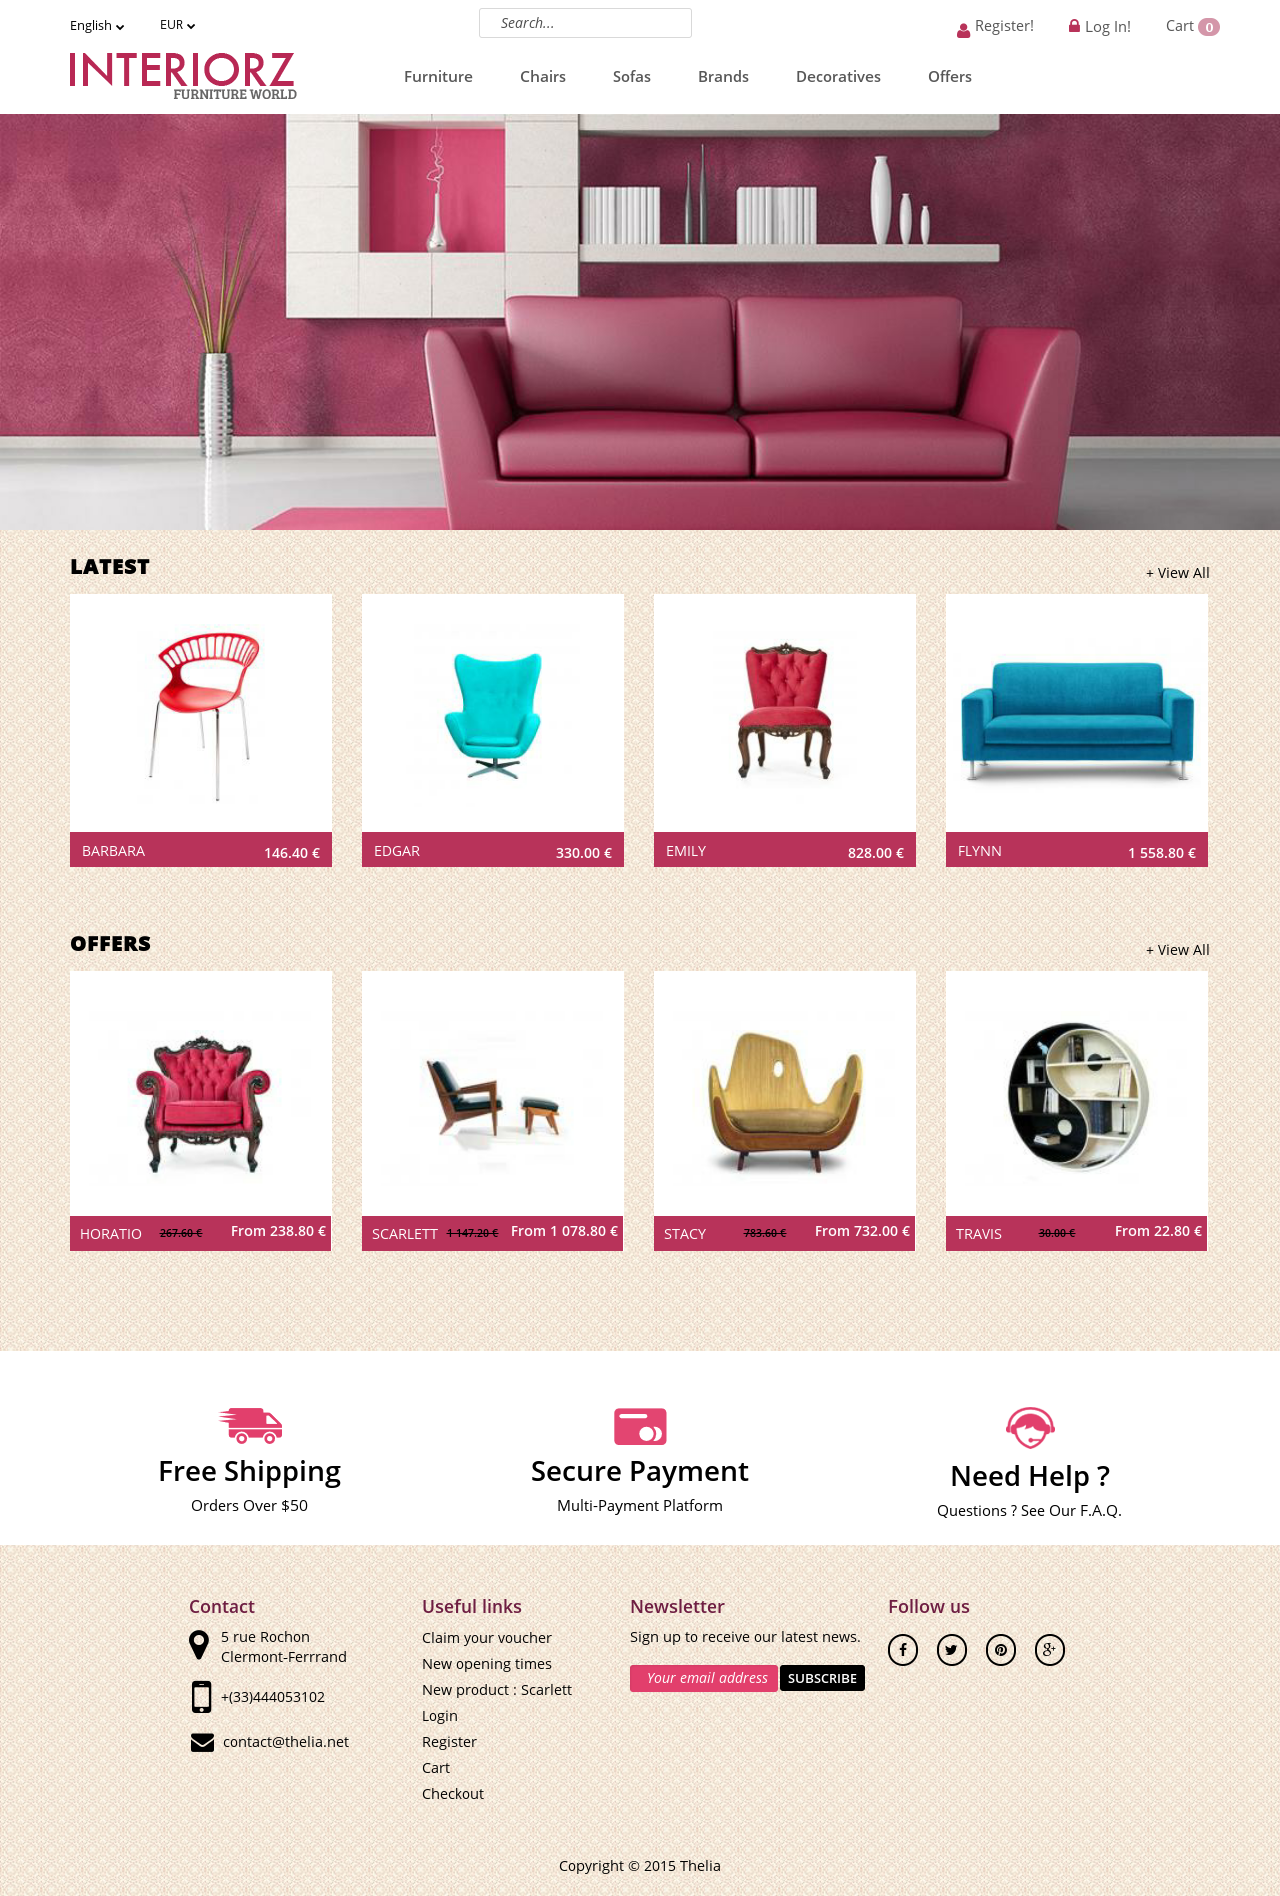 English EUR Search... Register! Log In! Cart 0
INTERIORZ
FURNITURE WORLD
Furniture Chairs Sofas Brands Decoratives Offers
LATEST
+ View All
BARBARA 146.40 €
EDGAR 330.00 €
EMILY 828.00 €
FLYNN 1 558.80 €
OFFERS
+ View All
HORATIO 267.60 € From 238.80 €
SCARLETT 1 147.20 € From 1 078.80 €
STACY 783.60 € From 732.00 €
TRAVIS 30.00 € From 22.80 €
Free Shipping
Orders Over $50
Secure Payment
Multi-Payment Platform
Need Help ?
Questions ? See Our F.A.Q.
Contact
5 rue Rochon
Clermont-Ferrrand
+(33)444053102
contact@thelia.net
Useful links
Claim your voucher
New opening times
New product : Scarlett
Login
Register
Cart
Checkout
Newsletter
Sign up to receive our latest news.
Your email address SUBSCRIBE
Follow us
Copyright © 2015 Thelia